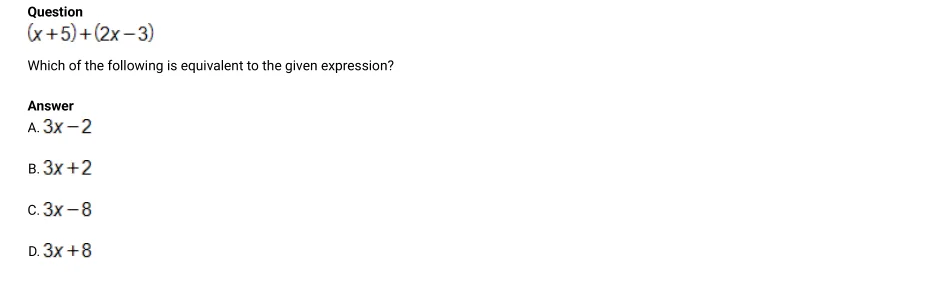 Question
(x+5)+(2x−3)
Which of the following is equivalent to the given expression?
Answer
A. 3x−2
B. 3x+2
C. 3x−8
D. 3x+8